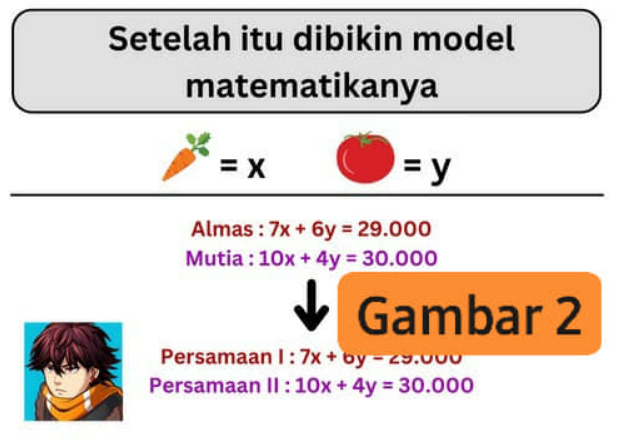 Setelah itu dibikin model
matematikanya
= x = y
Almas : 7x + 6y = 29.000
Mutia : 10x + 4y = 30.000
Gambar 2
Persamaan I : 7x + 6y = 29.000
Persamaan II : 10x + 4y = 30.000